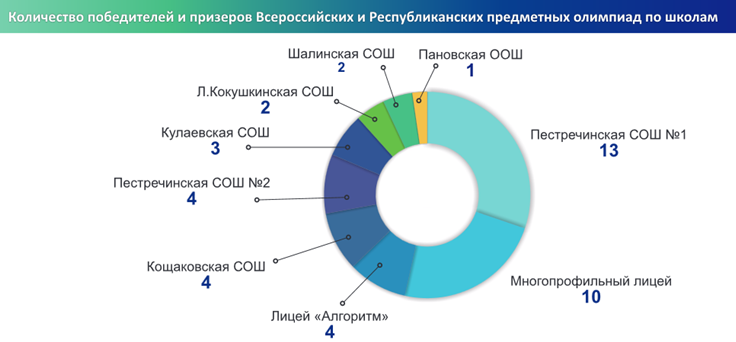 Количество победителей и призеров Всероссийских и Республиканских предметных олимпиад по школам
Шалинская СОШ
2
Пановская ООШ
1
Л.Кокушкинская СОШ
2
Кулаевская СОШ
3
Пестречинская СОШ №1
13
Пестречинская СОШ №2
4
Кощаковская СОШ
4
Многопрофильный лицей
10
Лицей «Алгоритм»
4